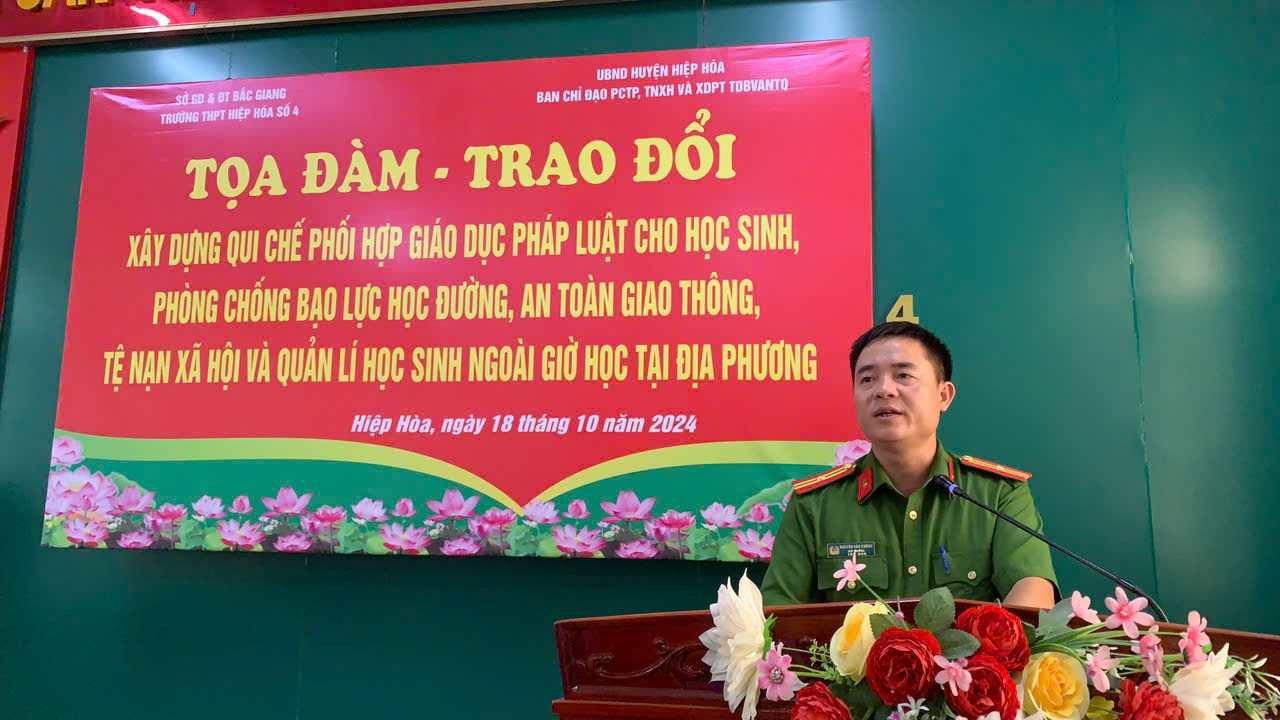 SỞ GD & ĐT BẮC GIANG
TRƯỜNG THPT HIỆP HÒA SỐ 4
UBND HUYỆN HIỆP HÒA
BAN CHỈ ĐẠO PCTP, TNXH VÀ XDPT TDBVANTQ
TỌA ĐÀM - TRAO ĐỔI
XÂY DỰNG QUI CHẾ PHỐI HỢP GIÁO DỤC PHÁP LUẬT CHO HỌC SINH,
PHÒNG CHỐNG BẠO LỰC HỌC ĐƯỜNG, AN TOÀN GIAO THÔNG,
TỆ NẠN XÃ HỘI VÀ QUẢN LÍ HỌC SINH NGOÀI GIỜ HỌC TẠI ĐỊA PHƯƠNG
Hiệp Hòa, ngày 18 tháng 10 năm 2024
4